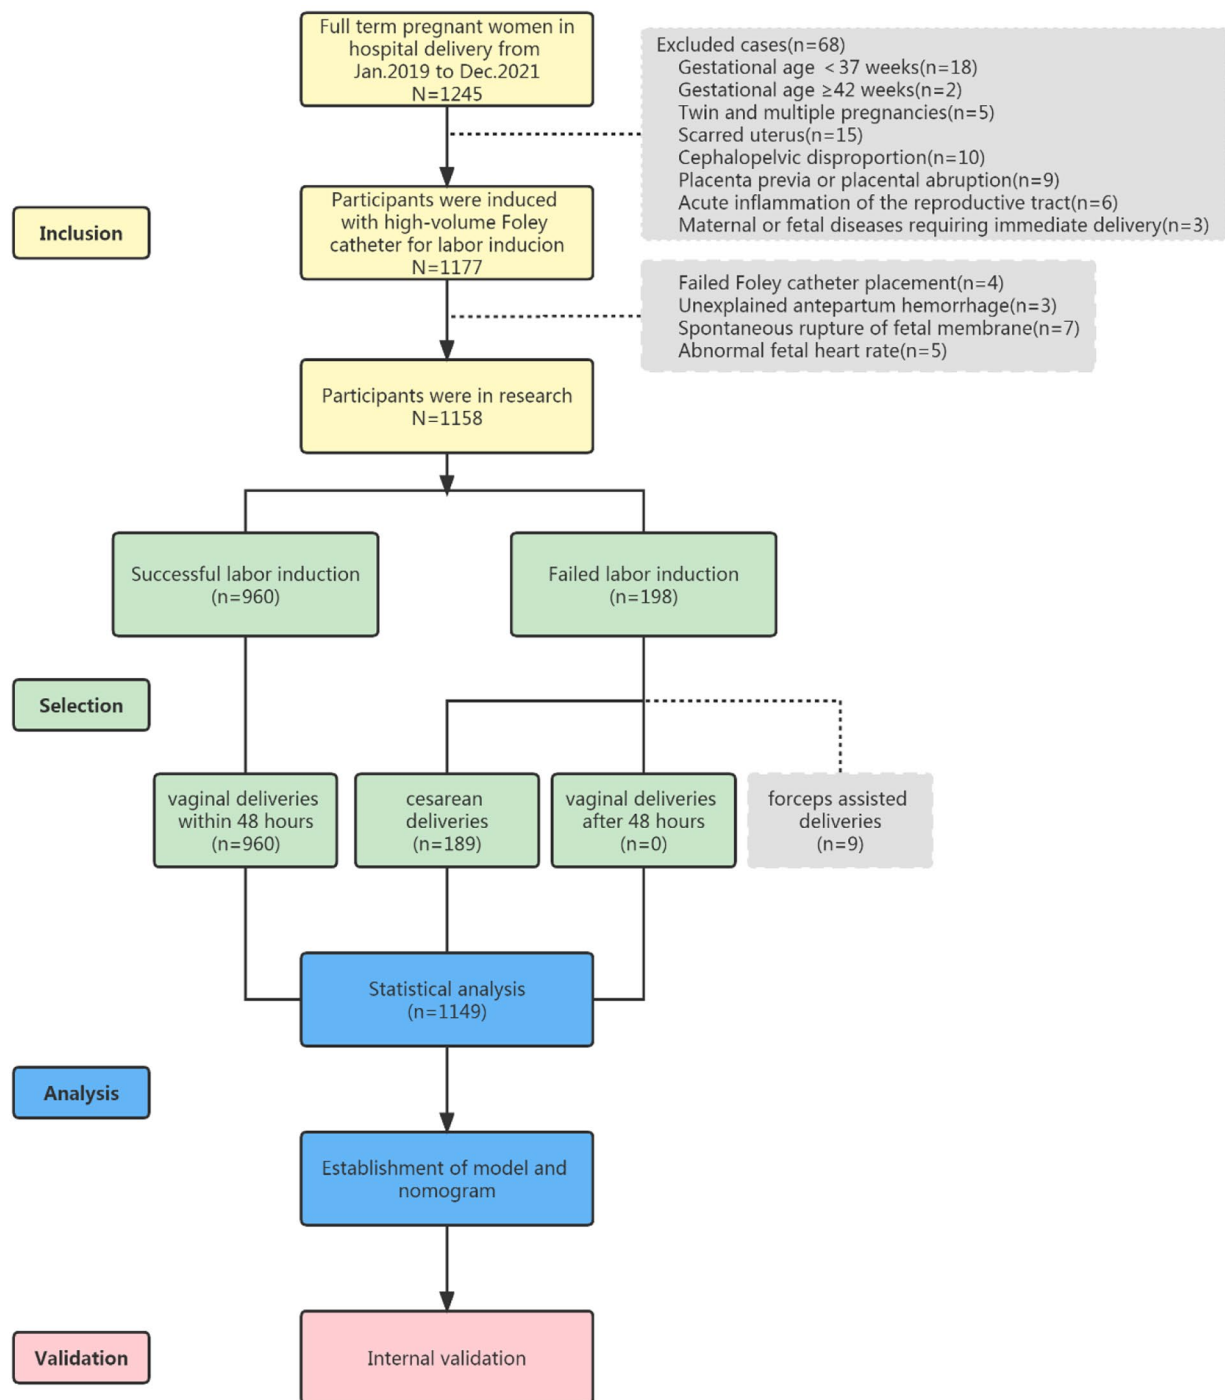 Full term pregnant women in
hospital delivery from
Jan.2019 to Dec.2021
N=1245
Excluded cases(n=68)
Gestational age <37 weeks(n=18)
Gestational age ≥42 weeks(n=2)
Twin and multiple pregnancies(n=5)
Scarred uterus(n=15)
Cephalopelvic disproportion(n=10)
Placenta previa or placental abruption(n=9)
Acute inflammation of the reproductive tract(n=6)
Maternal or fetal diseases requiring immediate delivery(n=3)
Inclusion
Participants were induced
with high-volume Foley
catheter for labor inducion
N=1177
Failed Foley catheter placement(n=4)
Unexplained antepartum hemorrhage(n=3)
Spontaneous rupture of fetal membrane(n=7)
Abnormal fetal heart rate(n=5)
Participants were in research
N=1158
Successful labor induction
(n=960)
Failed labor induction
(n=198)
Selection
vaginal deliveries
within 48 hours
(n=960)
cesarean
deliveries
(n=189)
vaginal deliveries
after 48 hours
(n=0)
forceps assisted
deliveries
(n=9)
Statistical analysis
(n=1149)
Analysis
Establishment of model and
nomogram
Validation
Internal validation